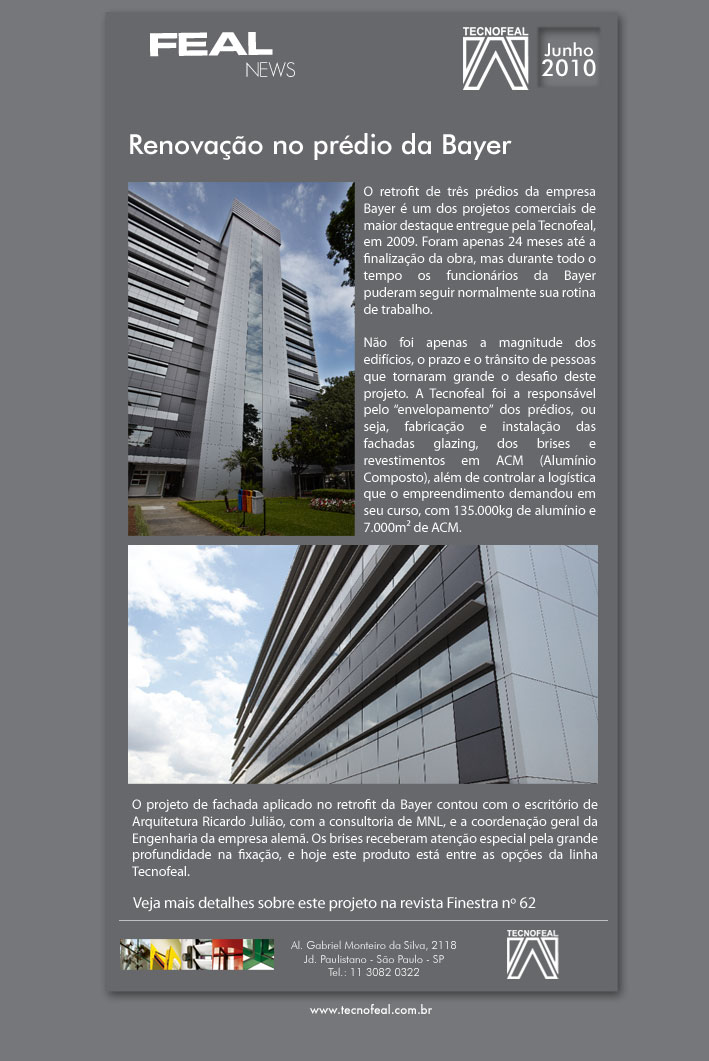 FEAL
NEWS
TECNOFEAL
Junho
2010
Renovação no prédio da Bayer
O retrofit de três prédios da empresa
Bayer é um dos projetos comerciais de
maior destaque entregue pela Tecnofeal,
em 2009. Foram apenas 24 meses até a
finalização da obra, mas durante todo o
tempo os funcionários da Bayer
puderam seguir normalmente sua rotina
de trabalho.
Não foi apenas a magnitude dos
edifícios, o prazo e o trânsito de pessoas
que tornaram grande o desafio deste
projeto. A Tecnofeal foi a responsável
pelo “envelopamento” dos prédios, ou
seja, fabricação e instalação das
fachadas glazing, dos brises e
revestimentos em ACM (Alumínio
Composto), além de controlar a logística
que o empreendimento demandou em
seu curso, com 135.000kg de alumínio e
7.000m² de ACM.
O projeto de fachada aplicado no retrofit da Bayer contou com o escritório de
Arquitetura Ricardo Julião, com a consultoria de MNL, e a coordenação geral da
Engenharia da empresa alemã. Os brises receberam atenção especial pela grande
profundidade na fixação, e hoje este produto está entre as opções da linha
Tecnofeal.
Veja mais detalhes sobre este projeto na revista Finestra nº 62
Al. Gabriel Monteiro da Silva, 2118
Jd. Paulistano - São Paulo - SP
Tel.: 11 3082 0322
TECNOFEAL
www.tecnofeal.com.br